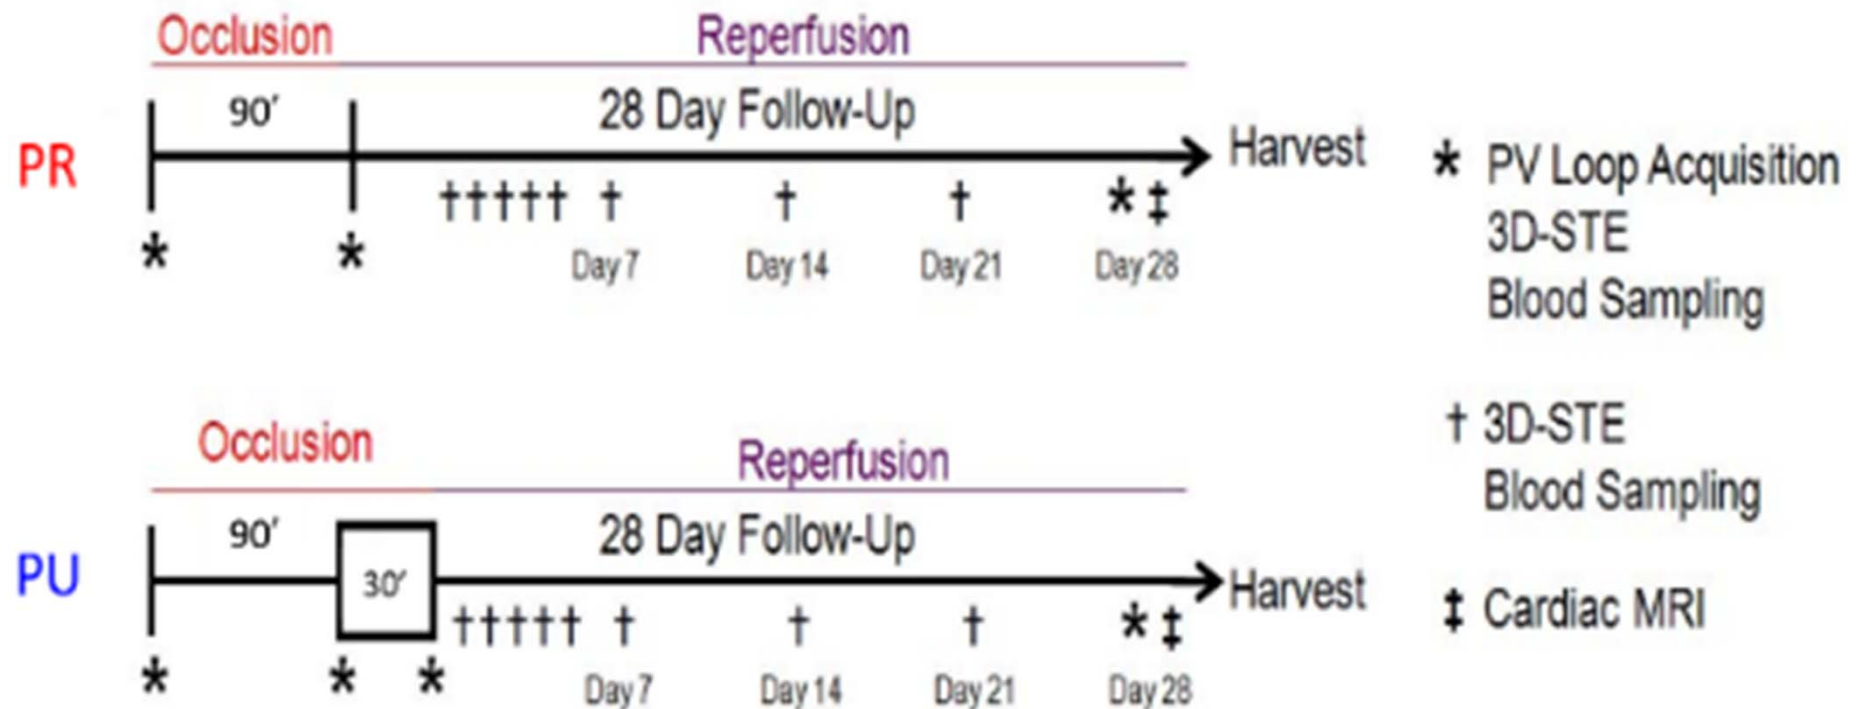 Occlusion Reperfusion
90′ 28 Day Follow-Up
PR Harvest
††††† † † † *‡
* * Day 7 Day 14 Day 21 Day 28
* PV Loop Acquisition
3D-STE
Blood Sampling
† 3D-STE
Blood Sampling
‡ Cardiac MRI
Occlusion Reperfusion
90′ 28 Day Follow-Up
PU 30′ Harvest
††††† † † † *‡
* * * Day 7 Day 14 Day 21 Day 28